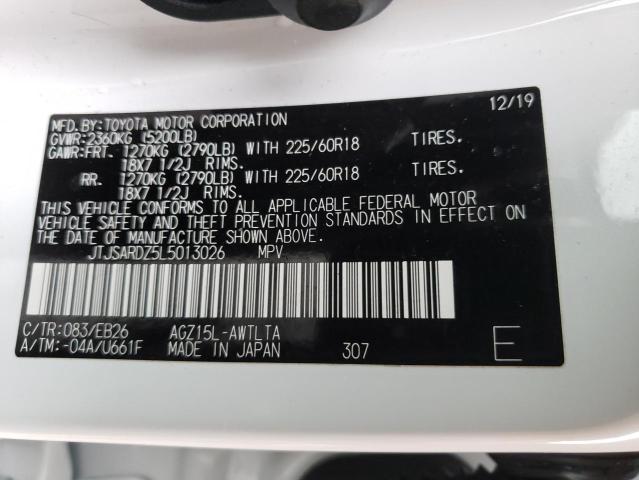 MFD.BY:TOYOTA MOTOR CORPORATION 12/19
GVWR:2360KG (5200LB)
GAWR:FRT. 1270KG (2790LB) WITH 225/60R18 TIRES.
18X7 1/2J RIMS.
RR. 1270KG (2790LB) WITH 225/60R18 TIRES.
18X7 1/2J RIMS.
THIS VEHICLE CONFORMS TO ALL APPLICABLE FEDERAL MOTOR
VEHICLE SAFETY AND THEFT PREVENTION STANDARDS IN EFFECT ON
THE DATE OF MANUFACTURE SHOWN ABOVE.
JTJSARDZ5L5013026 MPV
C/TR:083/EB26 AGZ15L-AWTLTA
A/TM:-04A/U661F MADE IN JAPAN 307 E